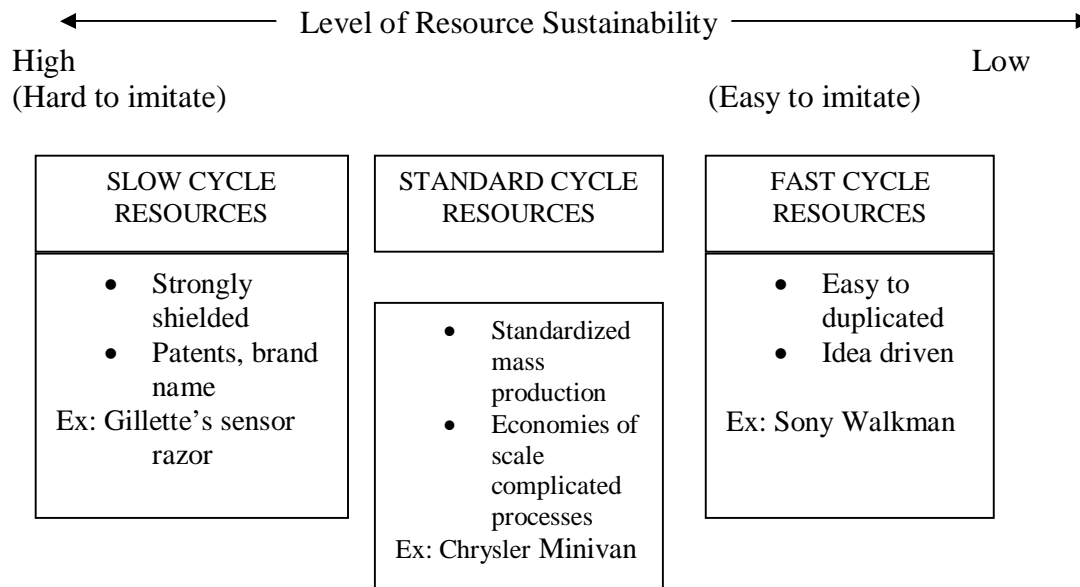 Level of Resource Sustainability
High
Low
(Hard to imitate)
(Easy to imitate)
SLOW CYCLE
RESOURCES
• Strongly
shielded
• Patents, brand
name
Ex: Gillette’s sensor
razor
STANDARD CYCLE
RESOURCES
• Standardized
mass
production
• Economies of
scale
complicated
processes
Ex: Chrysler Minivan
FAST CYCLE
RESOURCES
• Easy to
duplicated
• Idea driven
Ex: Sony Walkman